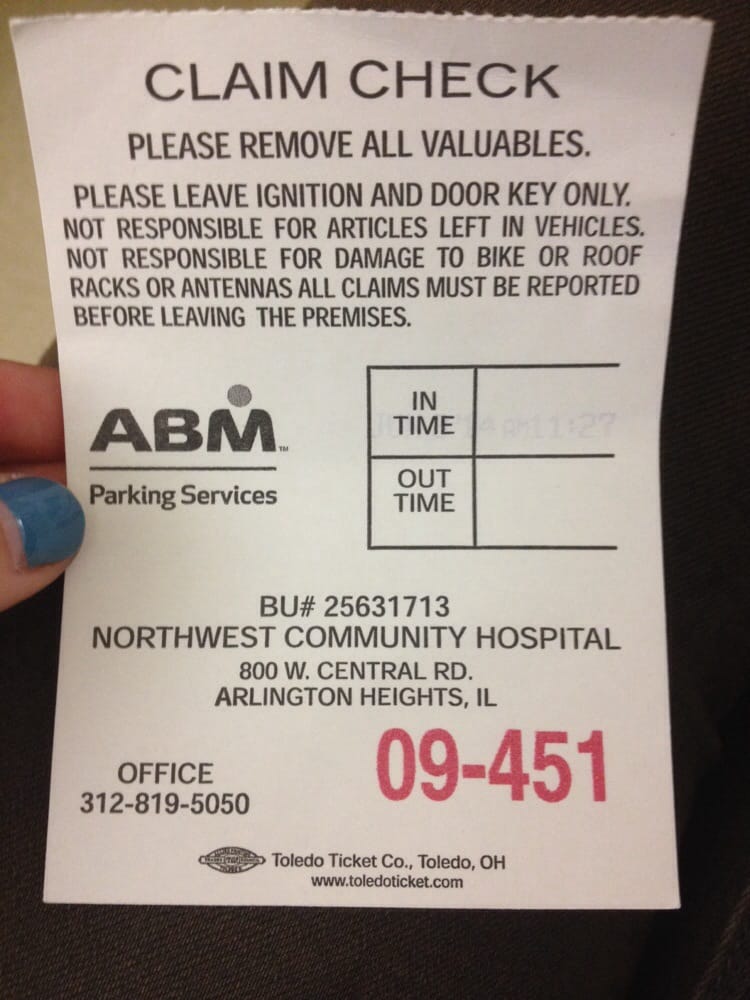 CLAIM CHECK
PLEASE REMOVE ALL VALUABLES.
PLEASE LEAVE IGNITION AND DOOR KEY ONLY.
NOT RESPONSIBLE FOR ARTICLES LEFT IN VEHICLES.
NOT RESPONSIBLE FOR DAMAGE TO BIKE OR ROOF
RACKS OR ANTENNAS ALL CLAIMS MUST BE REPORTED
BEFORE LEAVING THE PREMISES.
ABM™
Parking Services
IN
TIME
AM11:27
OUT
TIME
BU# 25631713
NORTHWEST COMMUNITY HOSPITAL
800 W. CENTRAL RD.
ARLINGTON HEIGHTS, IL
09-451
OFFICE
312-819-5050
Toledo Ticket Co., Toledo, OH
www.toledoticket.com